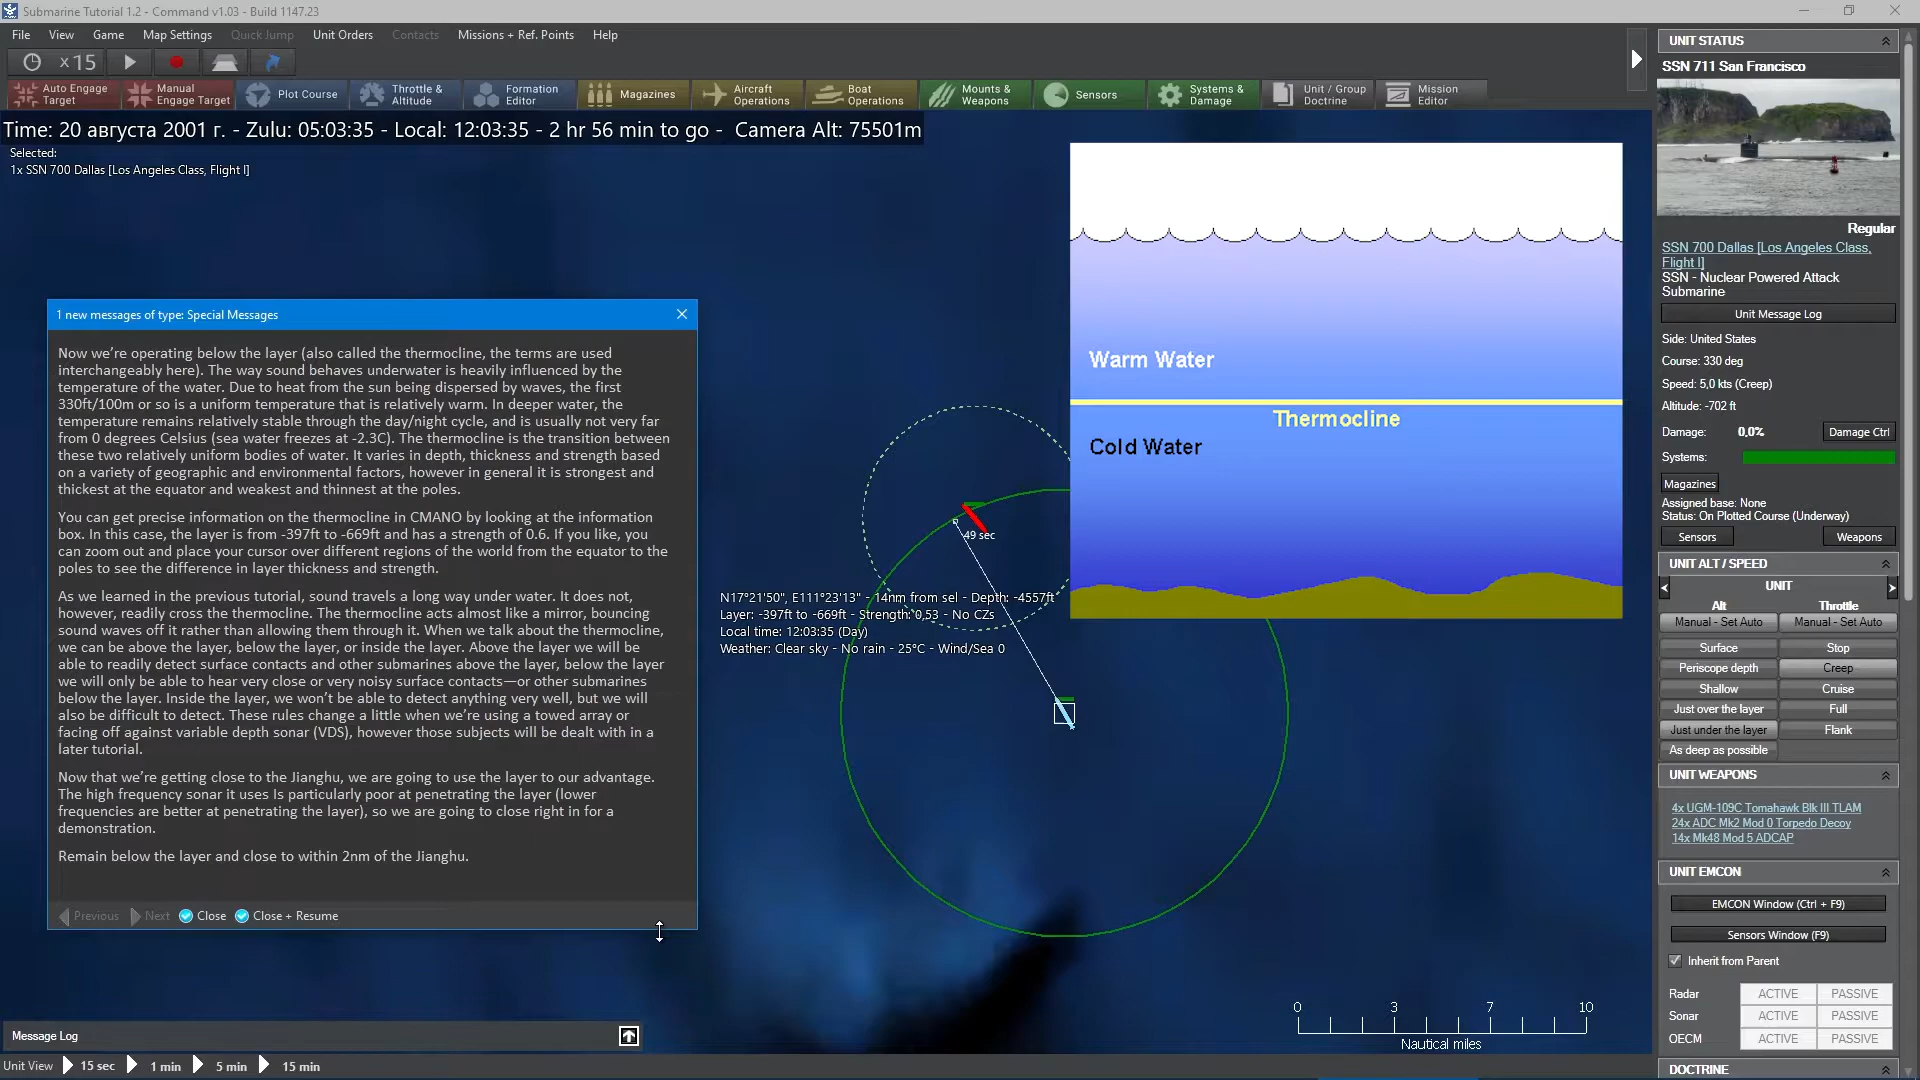 Submarine Tutorial 1.2 - Command v1.03 - Build 1147.23
File View Game Map Settings Quick Jump Unit Orders Contacts Missions + Ref. Points Help
x 15
Auto Engage Target
Manual Engage Target
Plot Course
Throttle & Altitude
Formation Editor
Magazines
Aircraft Operations
Boat Operations
Mounts & Weapons
Sensors
Systems & Damage
Unit / Group Doctrine
Mission Editor
Time: 20 августа 2001 г. - Zulu: 05:03:35 - Local: 12:03:35 - 2 hr 56 min to go - Camera Alt: 75501m
Selected:
1x SSN 700 Dallas [Los Angeles Class, Flight I]
1 new messages of type: Special Messages
Now we’re operating below the layer (also called the thermocline, the terms are used
interchangeably here). The way sound behaves underwater is heavily influenced by the
temperature of the water. Due to heat from the sun being dispersed by waves, the first
330ft/100m or so is a uniform temperature that is relatively warm. In deeper water, the
temperature remains relatively stable through the day/night cycle, and is usually not very far
from 0 degrees Celsius (sea water freezes at -2.3C). The thermocline is the transition between
these two relatively uniform bodies of water. It varies in depth, thickness and strength based
on a variety of geographic and environmental factors, however in general it is strongest and
thickest at the equator and weakest and thinnest at the poles.
You can get precise information on the thermocline in CMANO by looking at the information
box. In this case, the layer is from -397ft to -669ft and has a strength of 0.6. If you like, you
can zoom out and place your cursor over different regions of the world from the equator to the
poles to see the difference in layer thickness and strength.
As we learned in the previous tutorial, sound travels a long way under water. It does not,
however, readily cross the thermocline. The thermocline acts almost like a mirror, bouncing
sound waves off it rather than allowing them through it. When we talk about the thermocline,
we can be above the layer, below the layer, or inside the layer. Above the layer we will be
able to readily detect surface contacts and other submarines above the layer, below the layer
we will only be able to hear very close or very noisy surface contacts—or other submarines
below the layer. Inside the layer, we won’t be able to detect anything very well, but we will
also be difficult to detect. These rules change a little when we’re using a towed array or
facing off against variable depth sonar (VDS), however those subjects will be dealt with in a
later tutorial.
Now that we’re getting close to the Jianghu, we are going to use the layer to our advantage.
The high frequency sonar it uses Is particularly poor at penetrating the layer (lower
frequencies are better at penetrating the layer), so we are going to close right in for a
demonstration.
Remain below the layer and close to within 2nm of the Jianghu.
Previous Next Close Close + Resume
49 sec
N17°21'50", E111°23'13" - 14nm from sel - Depth: -4557ft
Layer: -397ft to -669ft - Strength: 0,53 - No CZs
Local time: 12:03:35 (Day)
Weather: Clear sky - No rain - 25°C - Wind/Sea 0
Warm Water
Thermocline
Cold Water
0 3 7 10
Nautical miles
Message Log
Unit View 15 sec 1 min 5 min 15 min
UNIT STATUS
SSN 711 San Francisco
Regular
SSN 700 Dallas [Los Angeles Class,
Flight I]
SSN - Nuclear Powered Attack
Submarine
Unit Message Log
Side: United States
Course: 330 deg
Speed: 5,0 kts (Creep)
Altitude: -702 ft
Damage: 0,0% Damage Ctrl
Systems:
Magazines
Assigned base: None
Status: On Plotted Course (Underway)
Sensors Weapons
UNIT ALT / SPEED
UNIT
Alt Throttle
Manual - Set Auto Manual - Set Auto
Surface Stop
Periscope depth Creep
Shallow Cruise
Just over the layer Full
Just under the layer Flank
As deep as possible
UNIT WEAPONS
4x UGM-109C Tomahawk Blk III TLAM
24x ADC Mk2 Mod 0 Torpedo Decoy
14x Mk48 Mod 5 ADCAP
UNIT EMCON
EMCON Window (Ctrl + F9)
Sensors Window (F9)
Inherit from Parent
Radar ACTIVE PASSIVE
Sonar ACTIVE PASSIVE
OECM ACTIVE PASSIVE
DOCTRINE